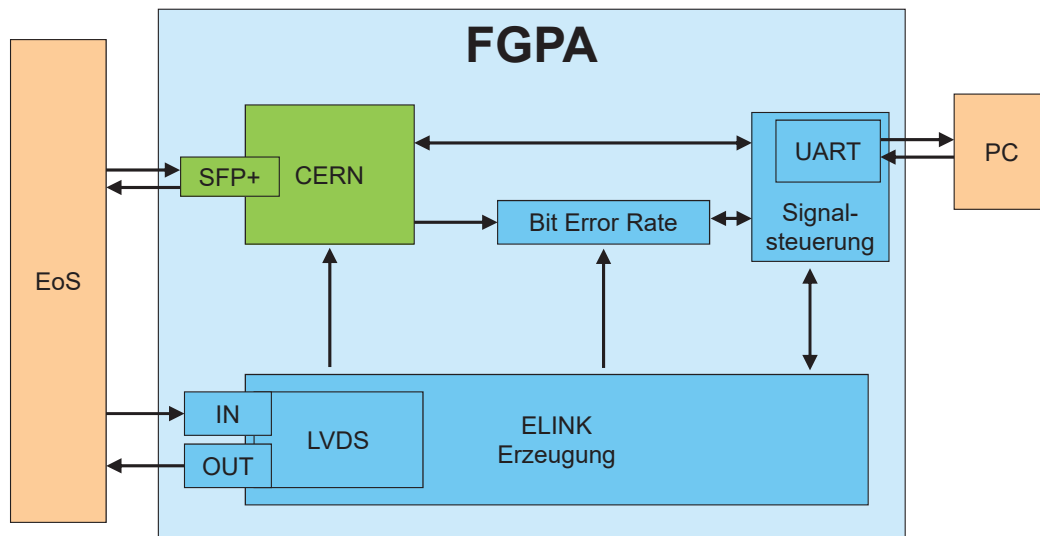 FGPA
EoS
SFP+
CERN
UART
Signal-
steuerung
PC
Bit Error Rate
IN
OUT
LVDS
ELINK
Erzeugung